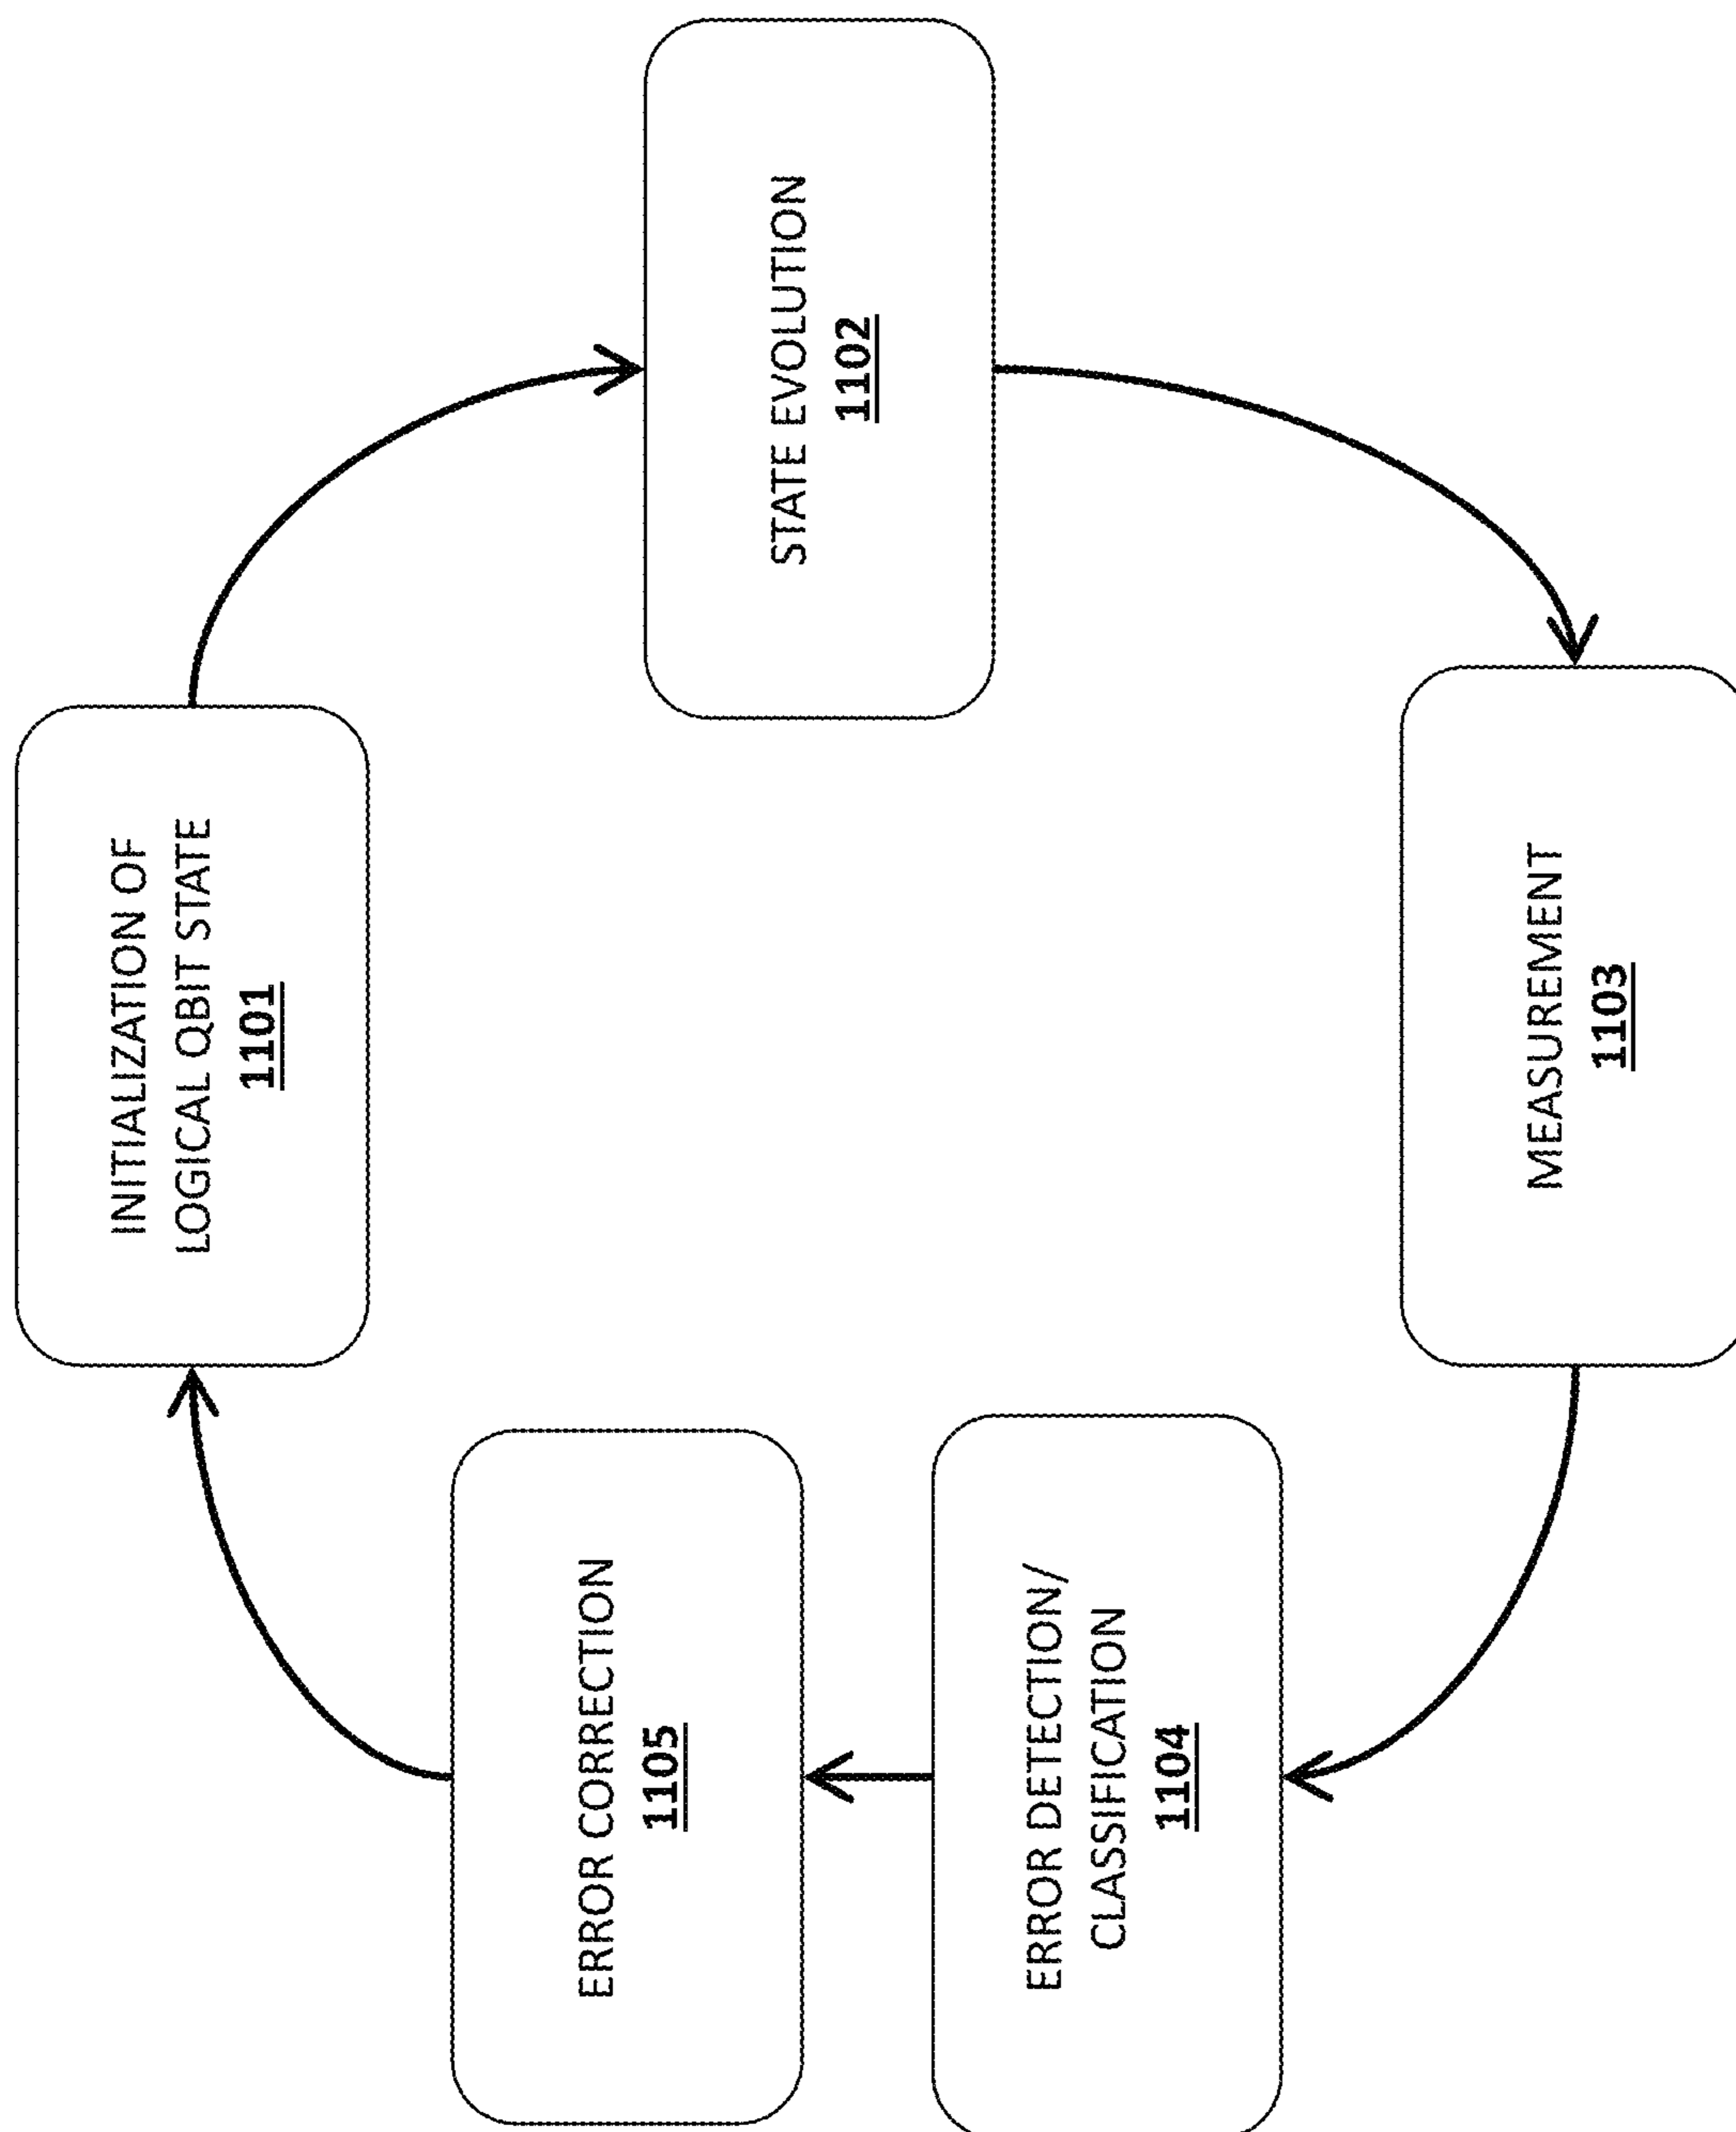 INITIALIZATION OF
LOGICAL QBIT STATE
1101
STATE EVOLUTION
1102
MEASUREMENT
1103
ERROR DETECTION/
CLASSIFICATION
1104
ERROR CORRECTION
1105